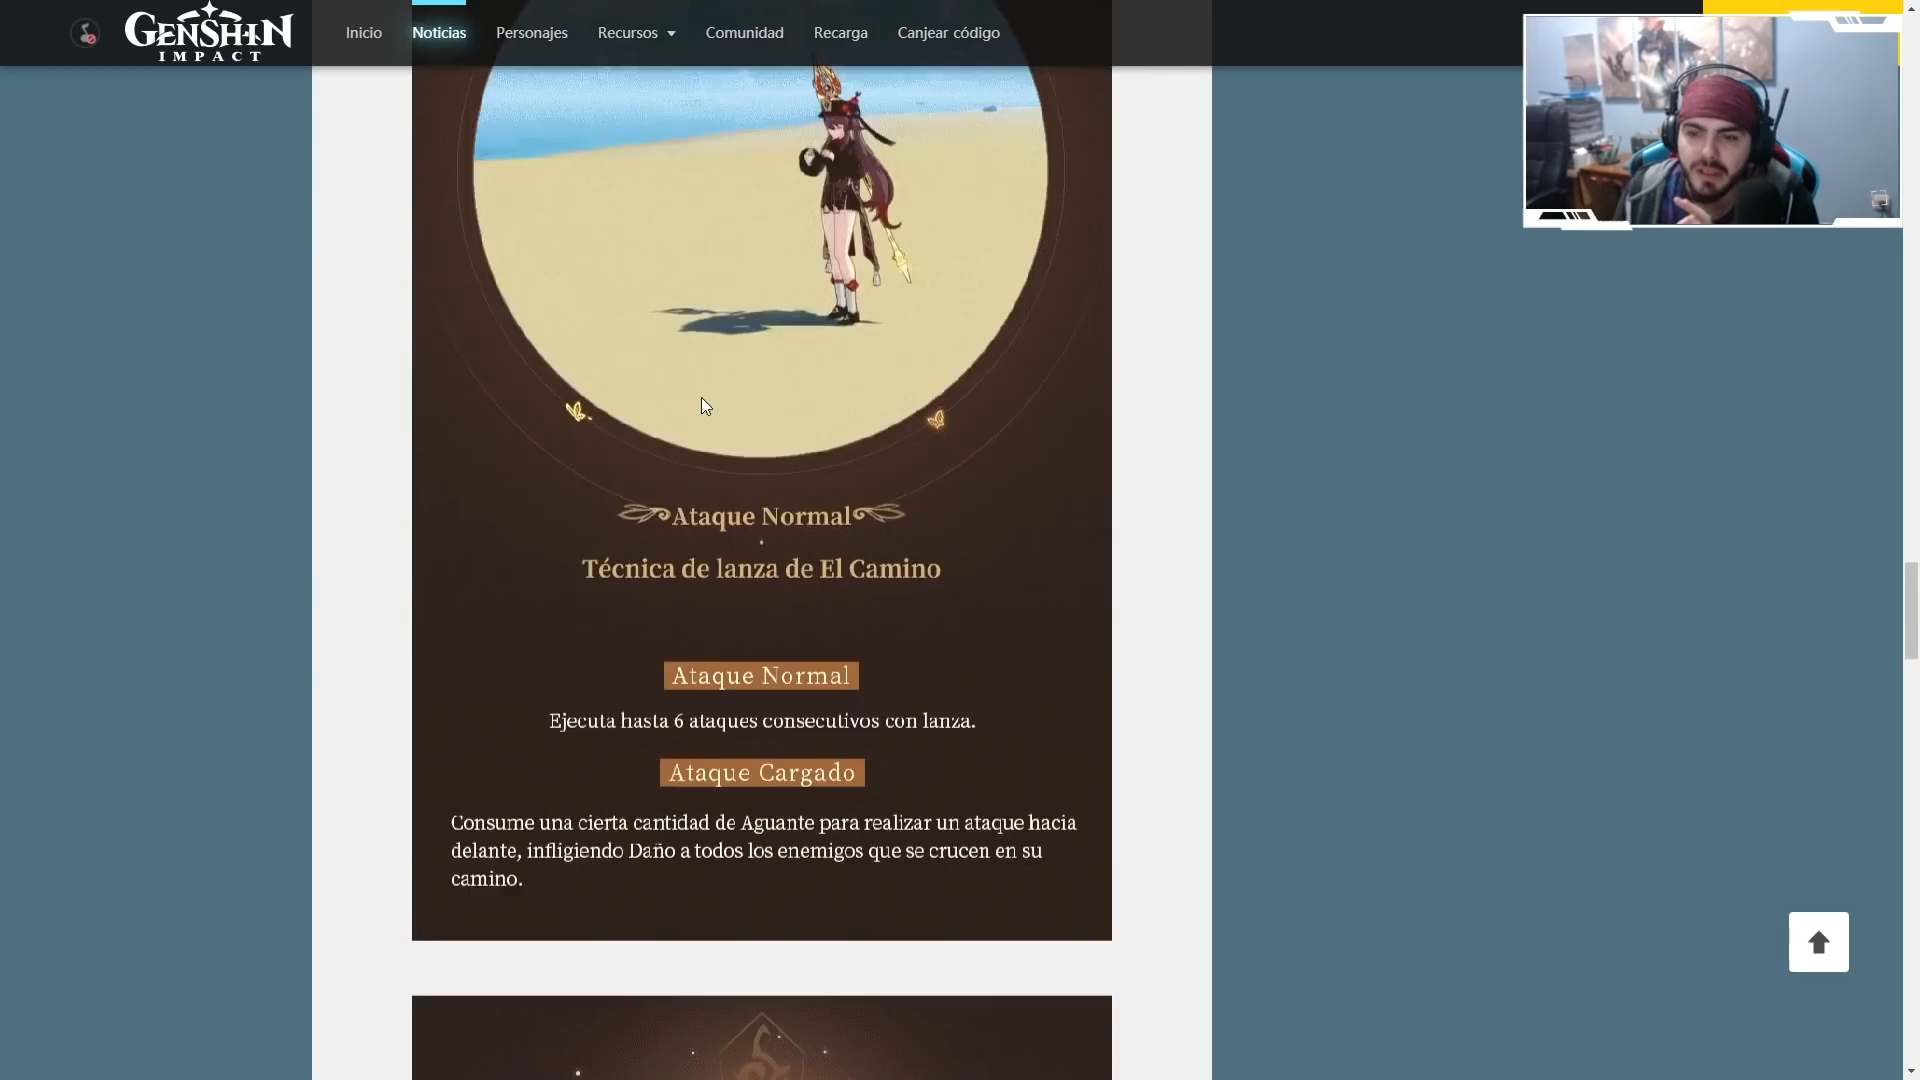 GENSHIN
IMPACT
Inicio
Noticias
Personajes
Recursos
Comunidad
Recarga
Canjear código
Ataque Normal
Técnica de lanza de El Camino
Ataque Normal
Ejecuta hasta 6 ataques consecutivos con lanza.
Ataque Cargado
Consume una cierta cantidad de Aguante para realizar un ataque hacia
delante, infligiendo Daño a todos los enemigos que se crucen en su
camino.